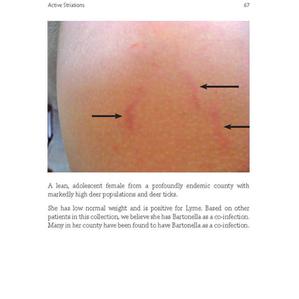 Active Striations 67
A lean, adolescent female from a profoundly endemic county with
markedly high deer populations and deer ticks.
She has low normal weight and is positive for Lyme. Based on other
patients in this collection, we believe she has Bartonella as a co-infection.
Many in her county have been found to have Bartonella as a co-infection.